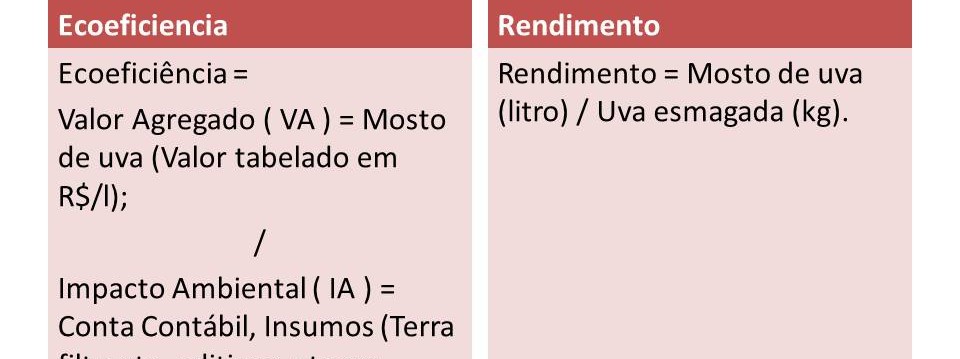 Ecoeficiencia
Ecoeficiência =
Valor Agregado ( VA ) = Mosto
de uva (Valor tabelado em
R$/l);
/
Impacto Ambiental ( IA ) =
Conta Contábil, Insumos (Terra
Rendimento
Rendimento = Mosto de uva
(litro) / Uva esmagada (kg).